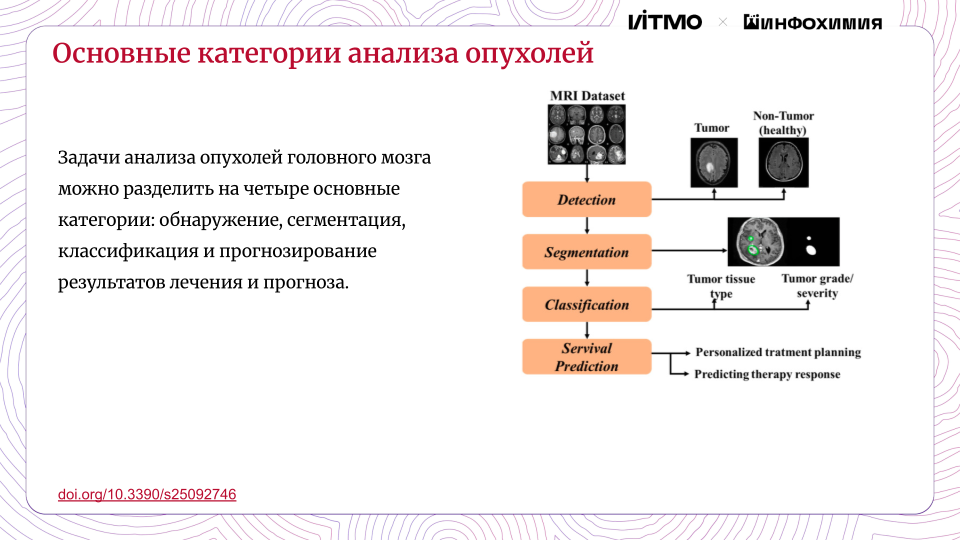 ИТМО × ИНФОХИМИЯ
Основные категории анализа опухолей
Задачи анализа опухолей головного мозга
можно разделить на четыре основные
категории: обнаружение, сегментация,
классификация и прогнозирование
результатов лечения и прогноза.
MRI Dataset
Tumor
Non-Tumor
(healthy)
Detection
Segmentation
Tumor tissue
type
Tumor grade/
severity
Classification
Servival
Prediction
Personalized tratment planning
Predicting therapy response
doi.org/10.3390/s25092746